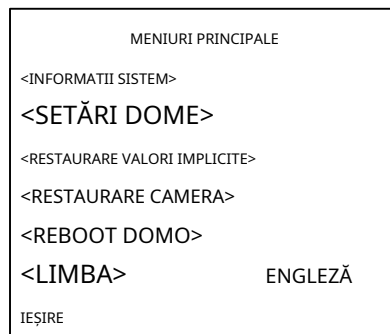 MENIURI PRINCIPALE
<INFORMATII SISTEM>
<SETĂRI DOME>
<RESTAURARE VALORI IMPLICITE>
<RESTAURARE CAMERA>
<REBOOT DOMO>
<LIMBA> ENGLEZĂ
IEȘIRE